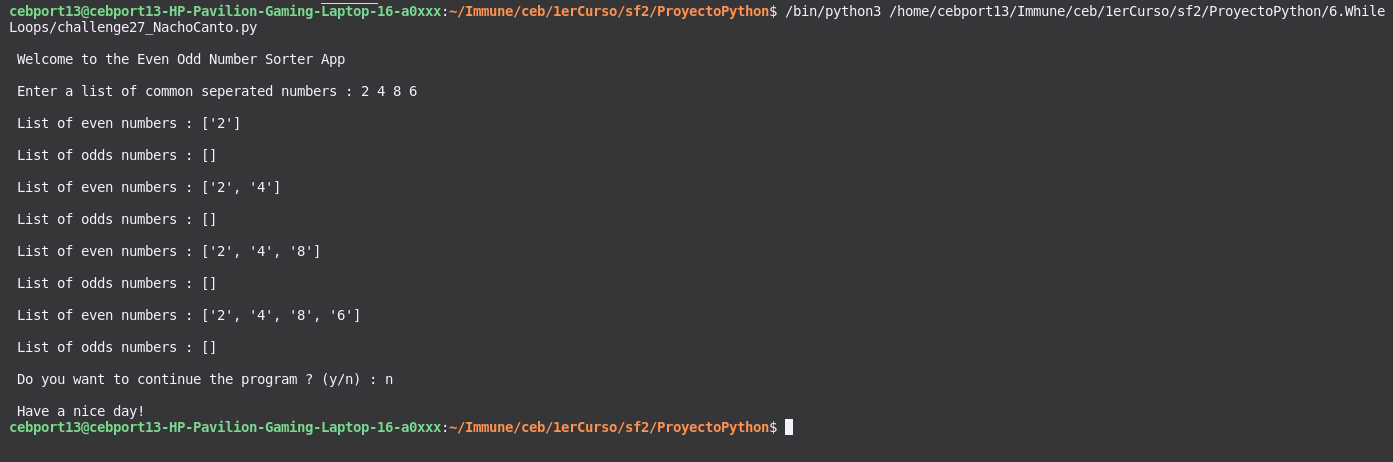 cebport13@cebport13-HP-Pavilion-Gaming-Laptop-16-a0xxx:~/Immune/ceb/1erCurso/sf2/ProyectoPython$ /bin/python3 /home/cebport13/Immune/ceb/1erCurso/sf2/ProyectoPython/6.While
Loops/challenge27_NachoCanto.py
Welcome to the Even Odd Number Sorter App
Enter a list of common seperated numbers : 2 4 8 6
List of even numbers : ['2']
List of odds numbers : []
List of even numbers : ['2', '4']
List of odds numbers : []
List of even numbers : ['2', '4', '8']
List of odds numbers : []
List of even numbers : ['2', '4', '8', '6']
List of odds numbers : []
Do you want to continue the program ? (y/n) : n
Have a nice day!
cebport13@cebport13-HP-Pavilion-Gaming-Laptop-16-a0xxx:~/Immune/ceb/1erCurso/sf2/ProyectoPython$